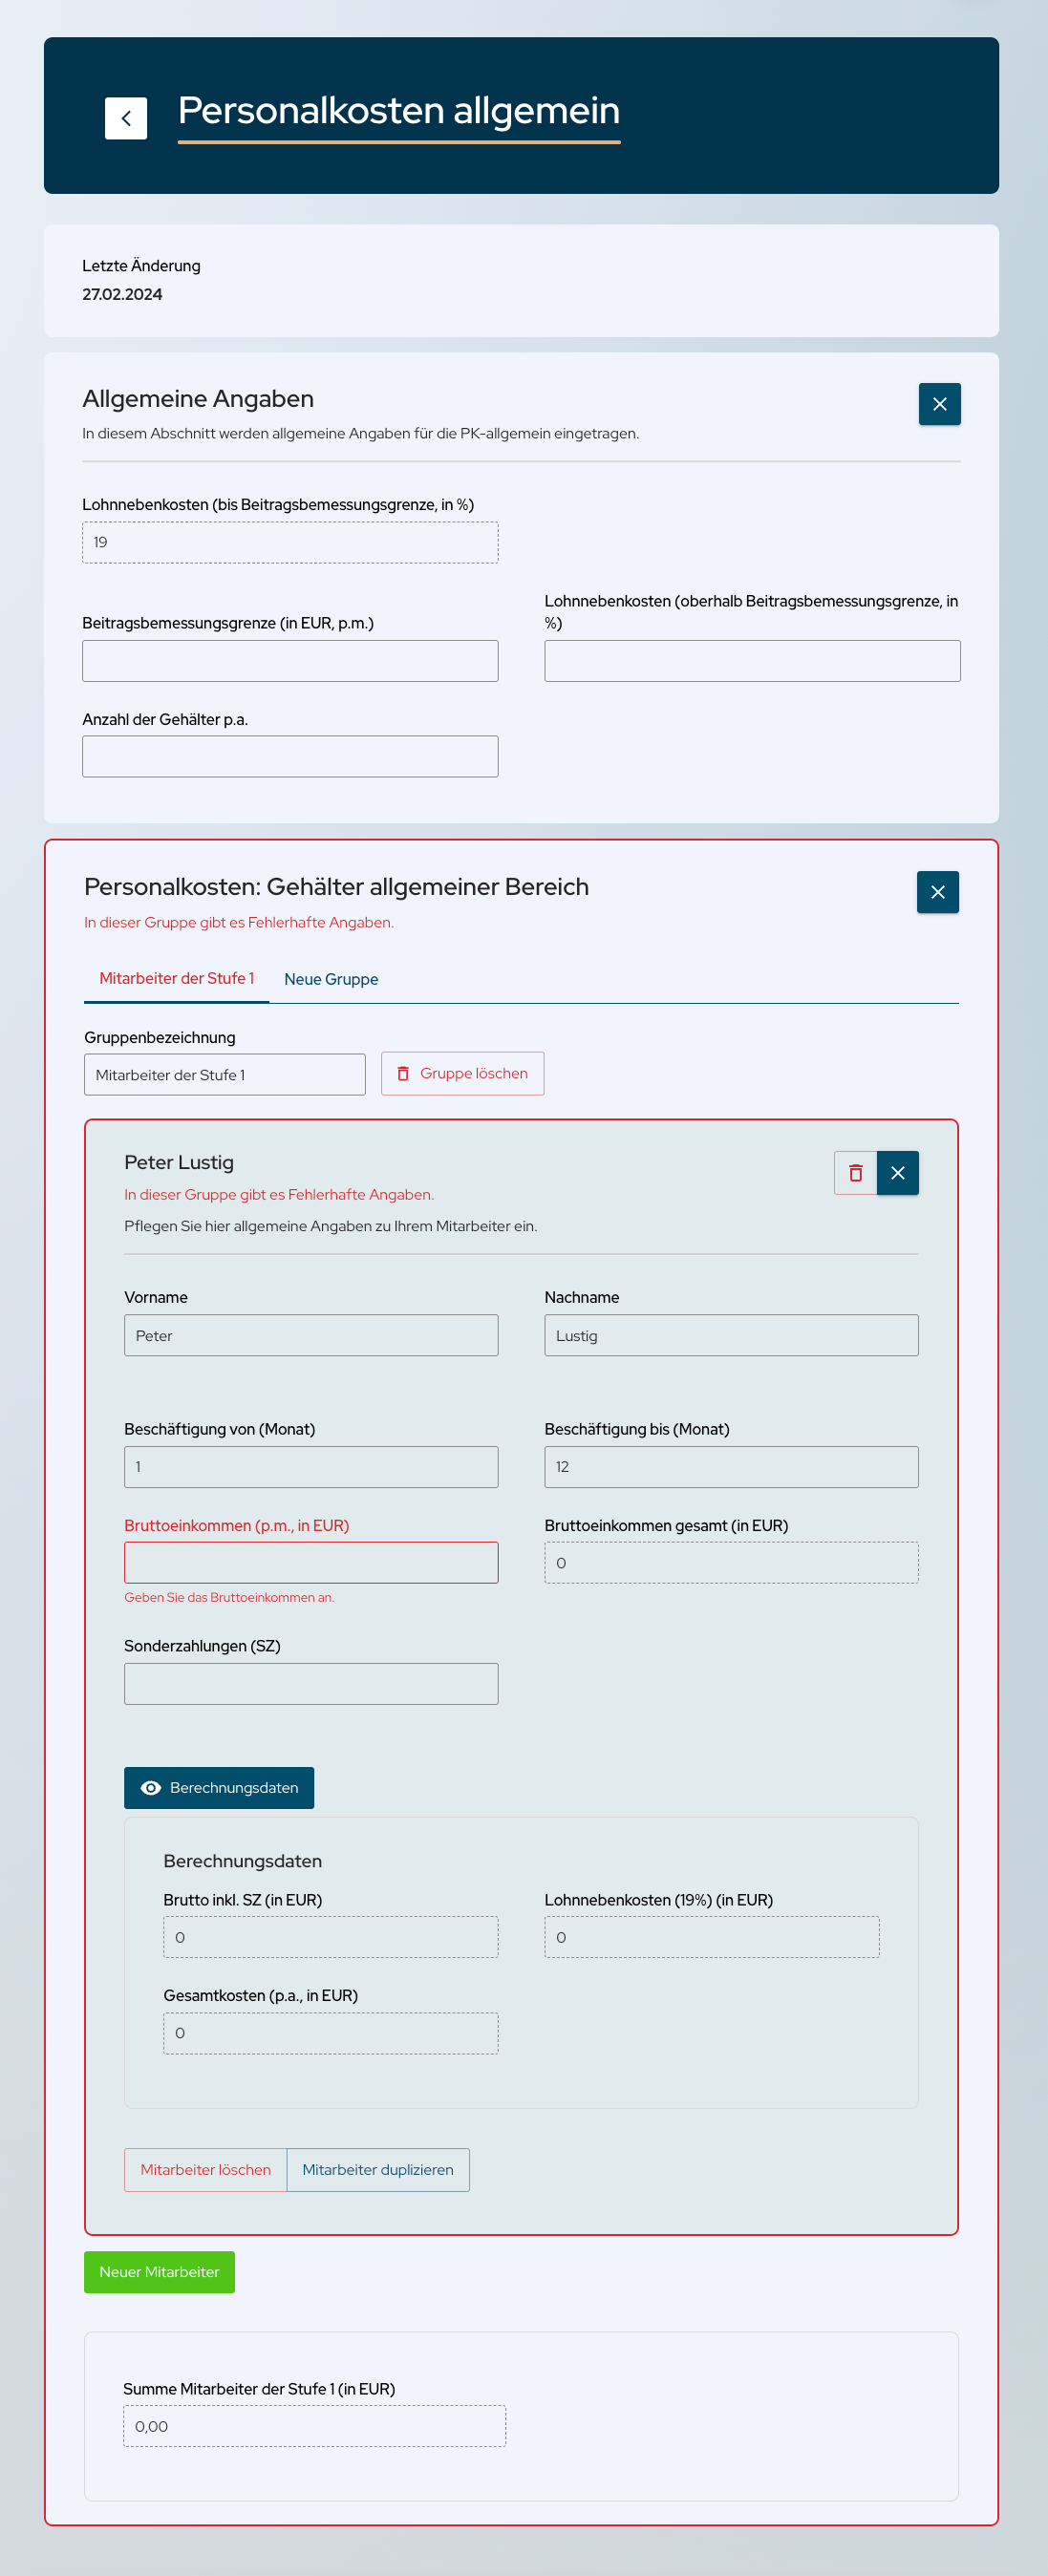 Personalkosten allgemein
Letzte Änderung
27.02.2024
Allgemeine Angaben
In diesem Abschnitt werden allgemeine Angaben für die PK-allgemein eingetragen.
Lohnnebenkosten (bis Beitragsbemessungsgrenze, in %)
19
Beitragsbemessungsgrenze (in EUR, p.m.)
Lohnnebenkosten (oberhalb Beitragsbemessungsgrenze, in
%)
Anzahl der Gehälter p.a.
Personalkosten: Gehälter allgemeiner Bereich
In dieser Gruppe gibt es Fehlerhafte Angaben.
Mitarbeiter der Stufe 1
Neue Gruppe
Gruppenbezeichnung
Mitarbeiter der Stufe 1
Gruppe löschen
Peter Lustig
In dieser Gruppe gibt es Fehlerhafte Angaben.
Pflegen Sie hier allgemeine Angaben zu Ihrem Mitarbeiter ein.
Vorname
Peter
Nachname
Lustig
Beschäftigung von (Monat)
1
Beschäftigung bis (Monat)
12
Bruttoeinkommen (p.m., in EUR)
Geben Sie das Bruttoeinkommen an.
Bruttoeinkommen gesamt (in EUR)
0
Sonderzahlungen (SZ)
Berechnungsdaten
Berechnungsdaten
Brutto inkl. SZ (in EUR)
0
Lohnnebenkosten (19%) (in EUR)
0
Gesamtkosten (p.a., in EUR)
0
Mitarbeiter löschen
Mitarbeiter duplizieren
Neuer Mitarbeiter
Summe Mitarbeiter der Stufe 1 (in EUR)
0,00